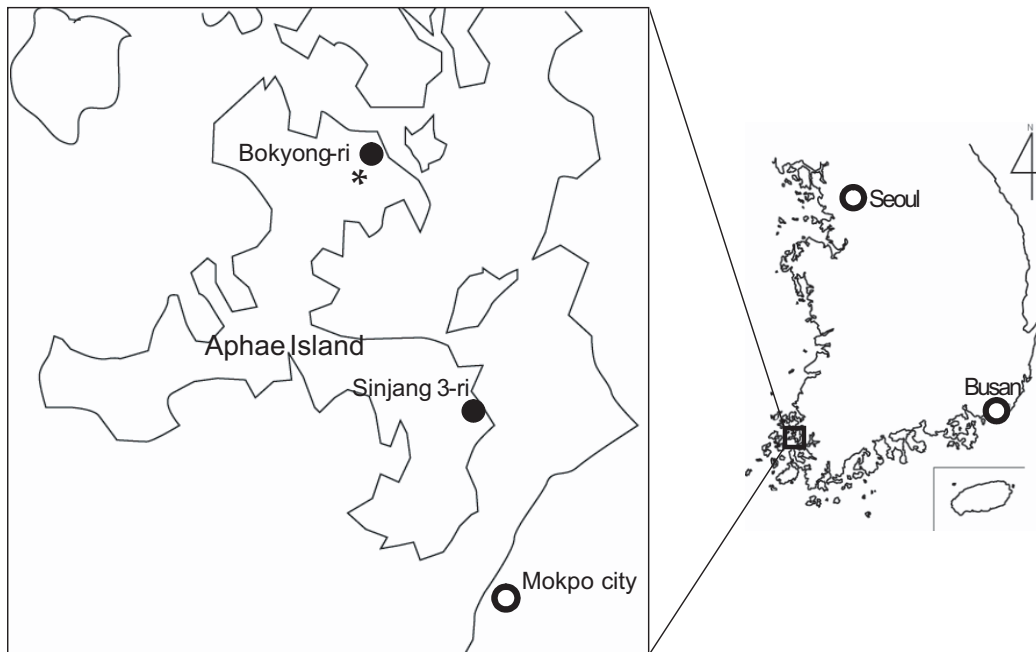 Bokyong-ri
*
Aphae Island
Sinjang 3-ri
Mokpo city
N
Seoul
Busan